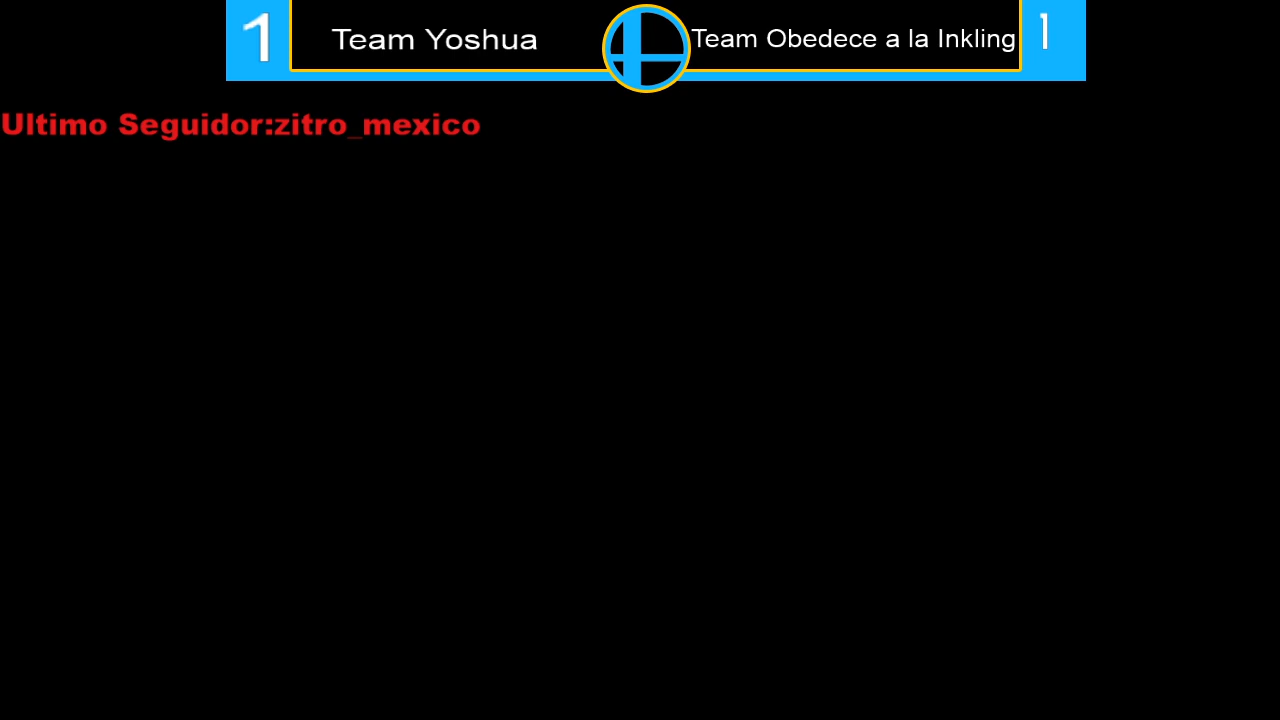 1 Team Yoshua Team Obedece a la Inkling 1
Ultimo Seguidor:zitro_mexico